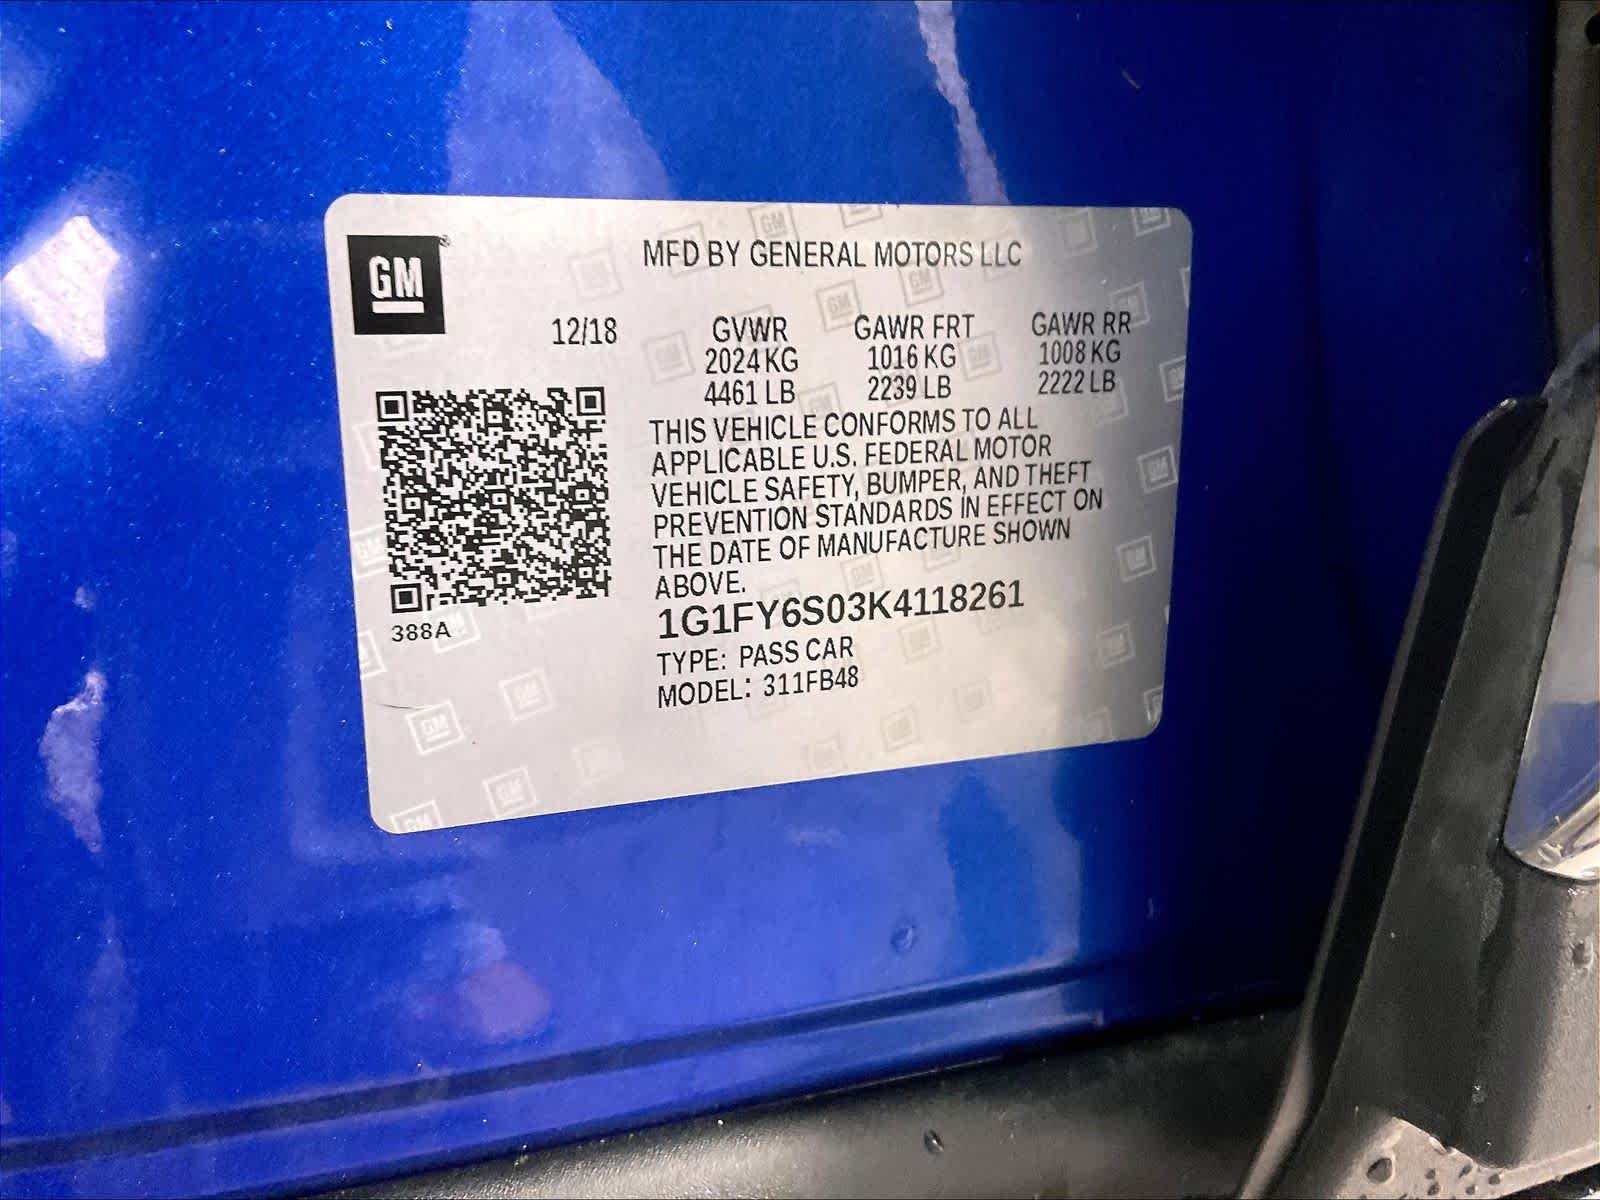 GM
MFD BY GENERAL MOTORS LLC
12/18 GVWR GAWR FRT GAWR RR
2024 KG 1016 KG 1008 KG
4461 LB 2239 LB 2222 LB
THIS VEHICLE CONFORMS TO ALL
APPLICABLE U.S. FEDERAL MOTOR
VEHICLE SAFETY, BUMPER, AND THEFT
PREVENTION STANDARDS IN EFFECT ON
THE DATE OF MANUFACTURE SHOWN
ABOVE.
1G1FY6S03K4118261
388A
TYPE: PASS CAR
MODEL: 311FB48